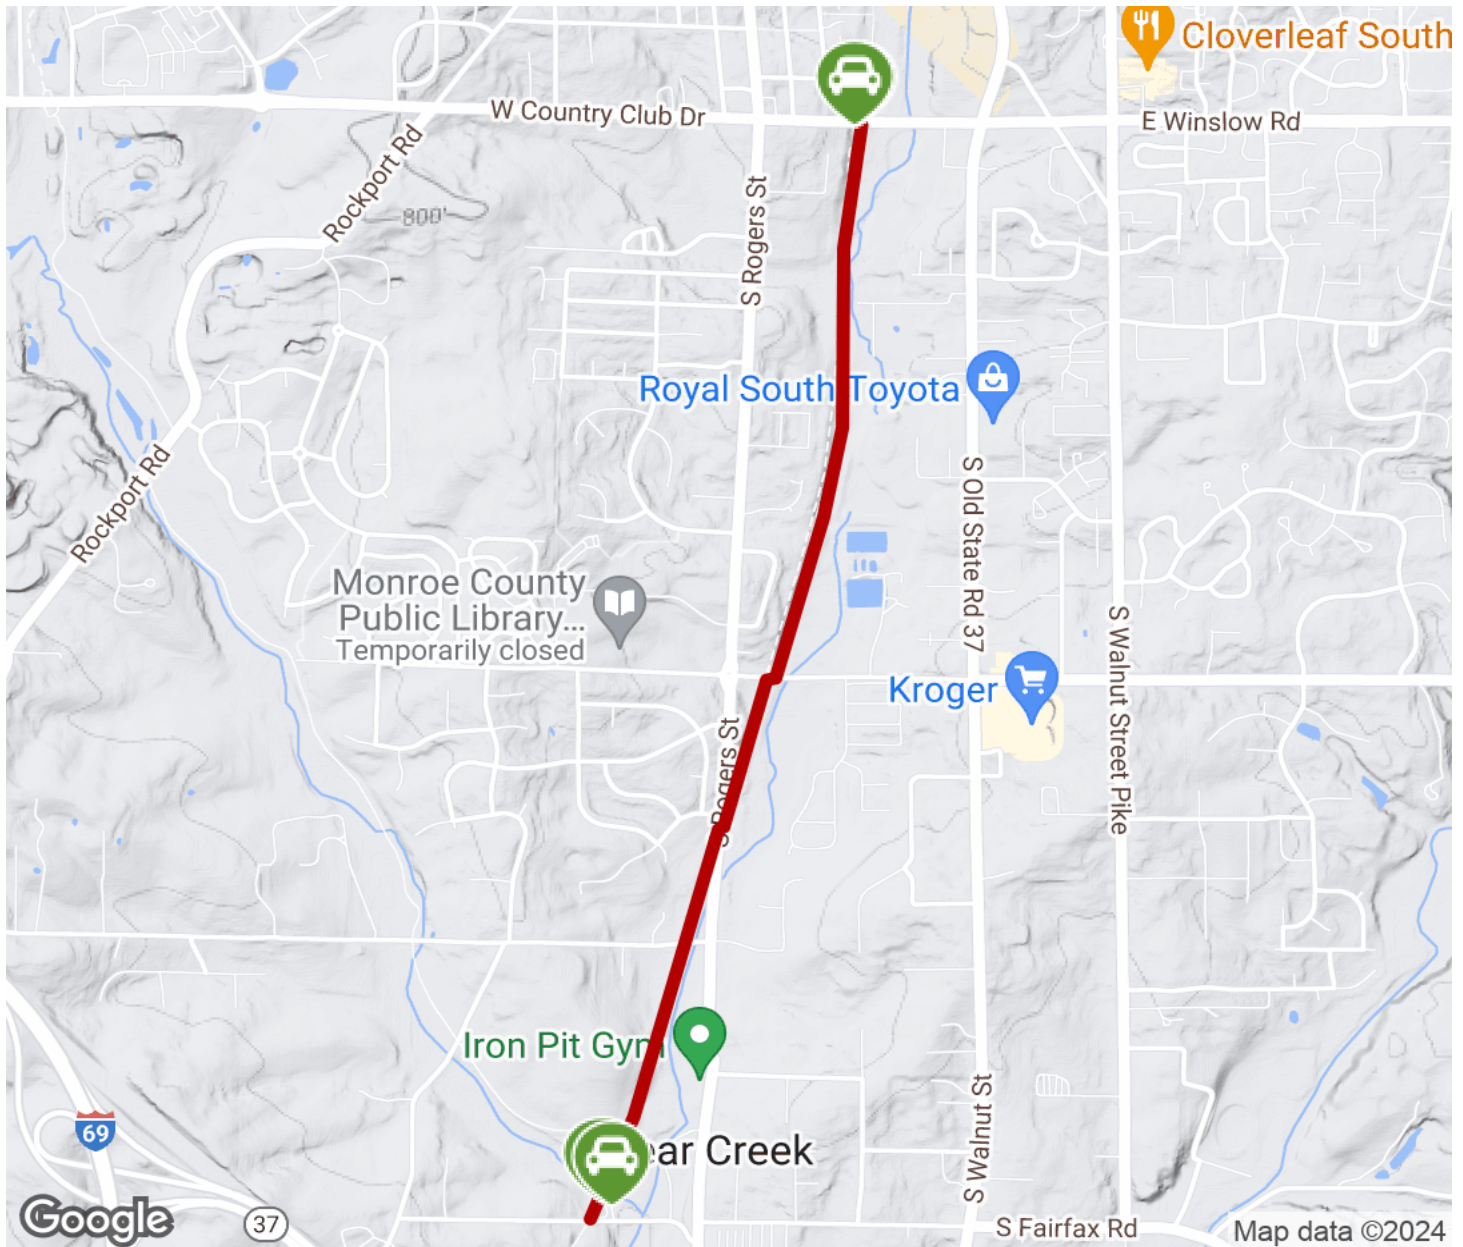 Cloverleaf South
W Country Club Dr
E Winslow Rd
Rockport Rd
800'
S Rogers St
Royal South Toyota
Rockport Rd
S Old State Rd 37
Monroe County
Public Library...
Temporarily closed
S Walnut Street Pike
Kroger
S Rogers St
Iron Pit Gym
69
ear Creek
S Walnut St
Google
37
S Fairfax Rd
Map data ©2024